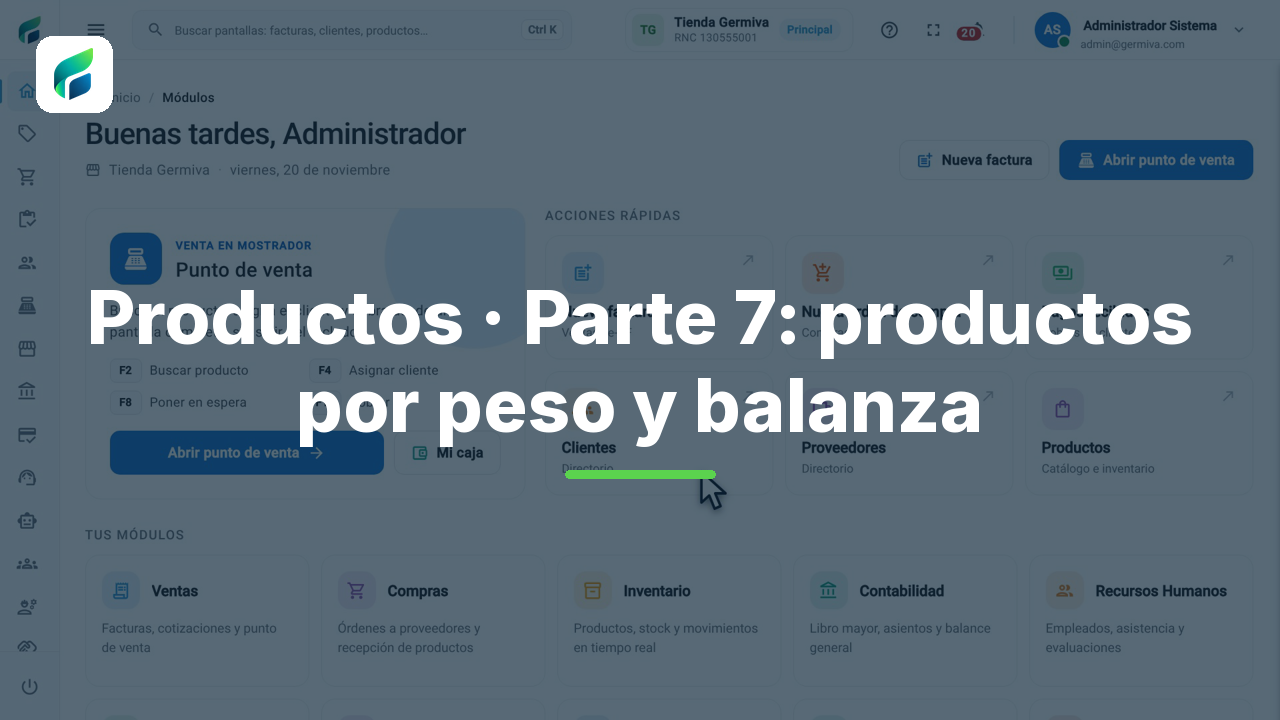 Buscar pantallas: facturas, clientes, productos...
Ctrl K
TG
Tienda Germiva
RNC 130555001
Principal
20
AS
Administrador Sistema
admin@germiva.com
Inicio / Módulos
Buenas tardes, Administrador
Tienda Germiva · viernes, 20 de noviembre
Nueva factura
Abrir punto de venta
VENTA EN MOSTRADOR
Punto de venta
ACCIONES RÁPIDAS
Productos · Parte 7: productos
por peso y balanza
F2 Buscar producto
F4 Asignar cliente
F8 Poner en espera
Abrir punto de venta →
Mi caja
Clientes
Directorio
Proveedores
Directorio
Productos
Catálogo e inventario
TUS MÓDULOS
Ventas
Facturas, cotizaciones y punto
de venta
Compras
Órdenes a proveedores y
recepción de productos
Inventario
Productos, stock y movimientos
en tiempo real
Contabilidad
Libro mayor, asientos y balance
general
Recursos Humanos
Empleados, asistencia y
evaluaciones